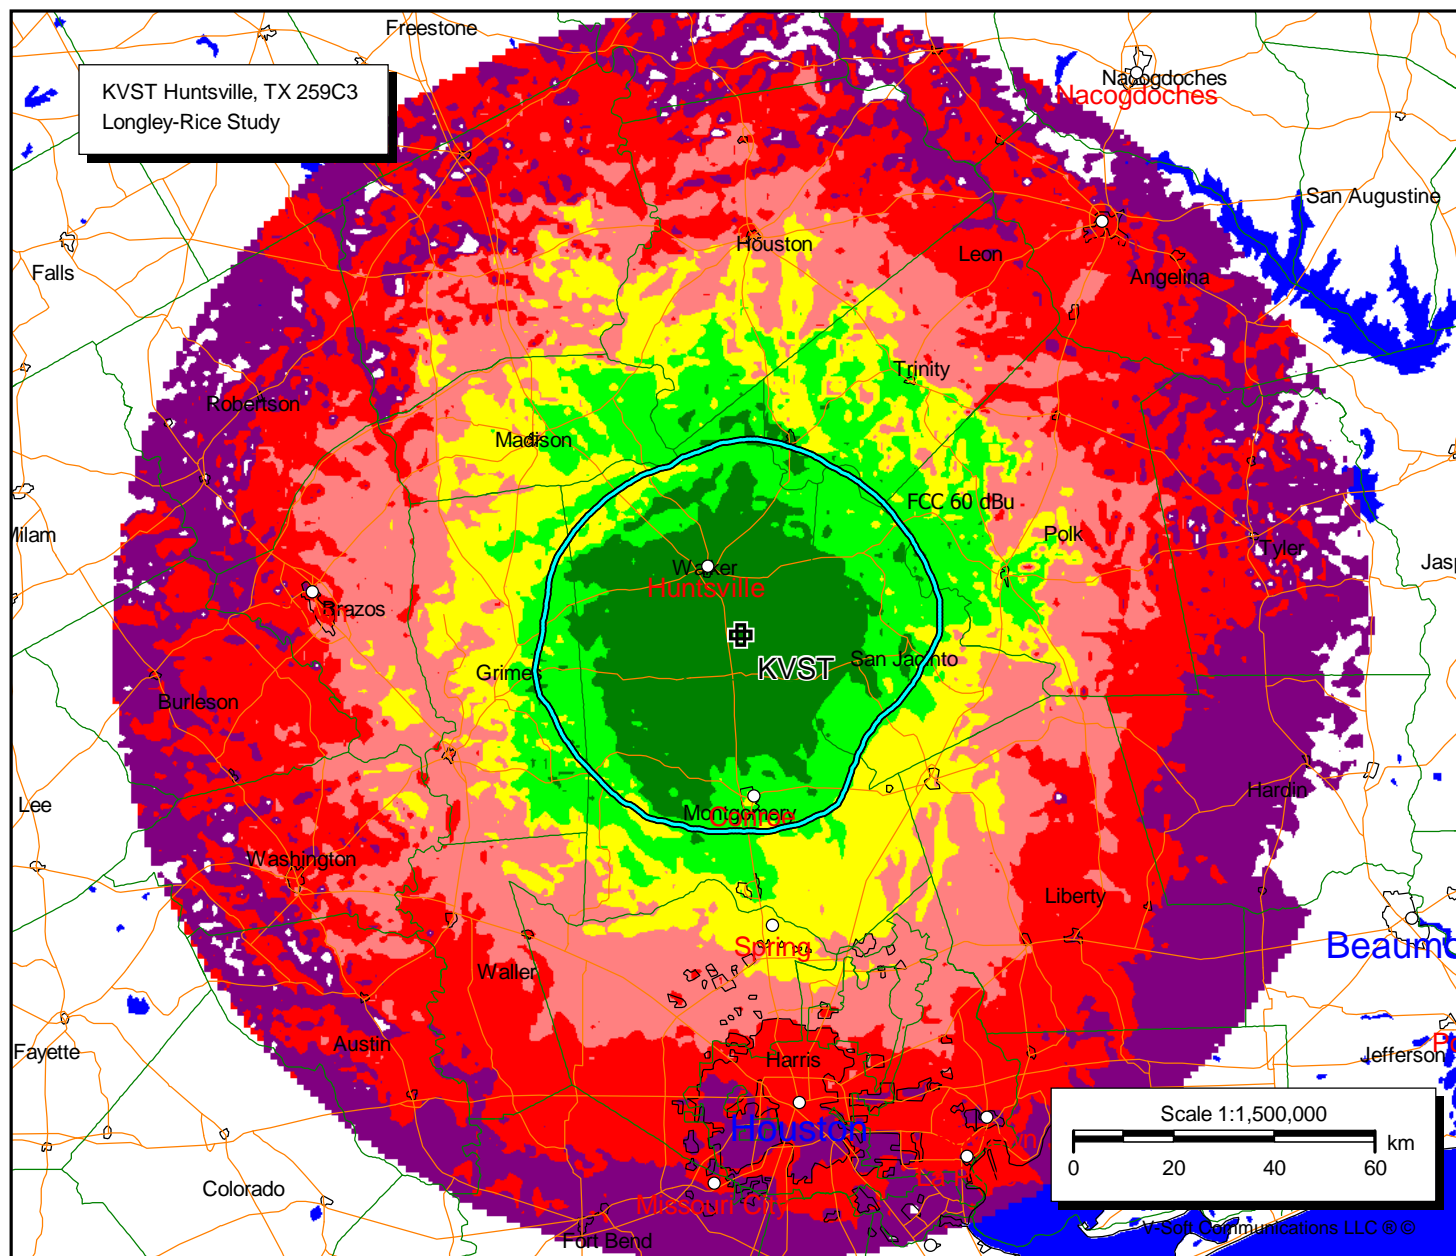 Freestone
KVST Huntsville, TX 259C3
Longley-Rice Study
Nacogdoches
Nacogdoches
San Augustine
Houston
Leon
Falls
Angelina
Trinity
Robertson
Madison
FCC 60 dBu
Polk
Milam
Tyler
Walker
Huntsville
Brazos
KVST
San Jacinto
Grimes
Burleson
Hardin
Lee
Montgomery
Conroe
Washington
Liberty
Spring
Beaumo
Waller
Austin
Fayette
Harris
Jefferson
Scale 1:1,500,000
km
0 20 40 60
Houston
Colorado
Missouri City
Fort Bend
V-Soft Communications LLC ® ©